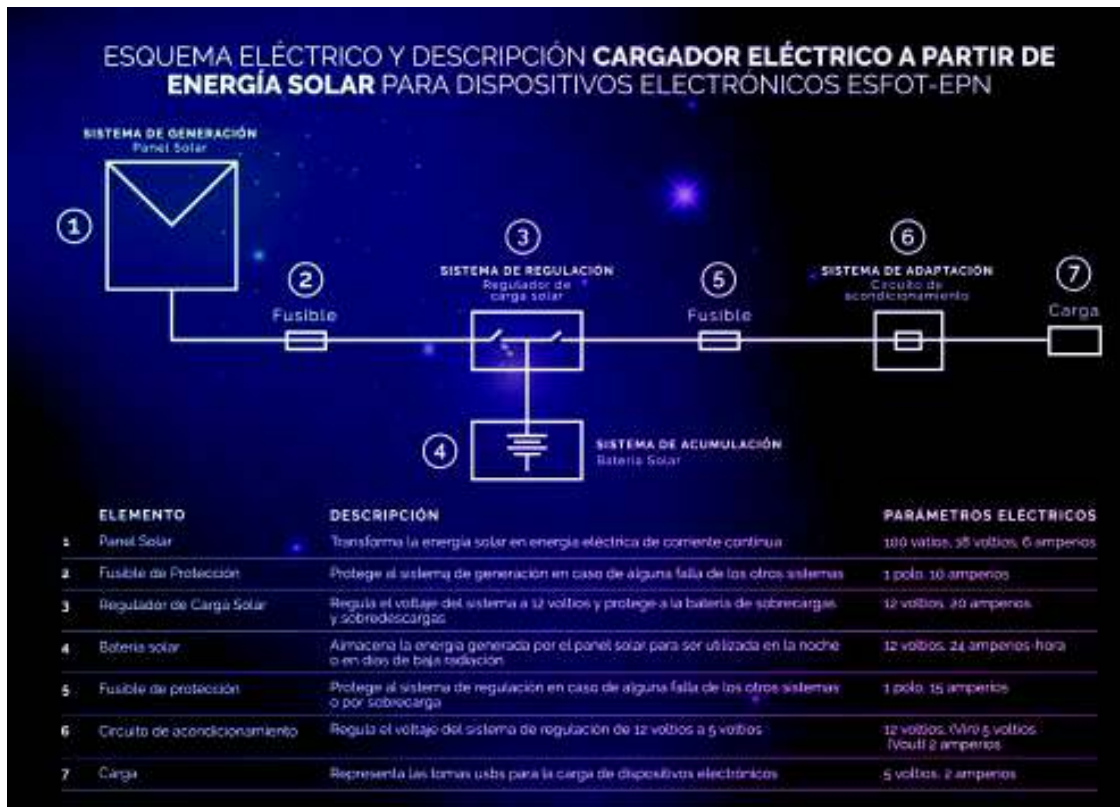 ESQUEMA ELÉCTRICO Y DESCRIPCIÓN CARGADOR ELÉCTRICO A PARTIR DE
ENERGÍA SOLAR PARA DISPOSITIVOS ELECTRÓNICOS ESFOT-EPN
SISTEMA DE GENERACIÓN
Panel Solar
1
2
Fusible
3
SISTEMA DE REGULACIÓN
Regulador de
carga solar
4
SISTEMA DE ACUMULACIÓN
Batería Solar
5
Fusible
6
SISTEMA DE ADAPTACIÓN
Circuito de
acondicionamiento
7
Carga
ELEMENTO DESCRIPCIÓN PARÁMETROS ELÉCTRICOS
1 Panel Solar Transforma la energía solar en energía eléctrica de corriente continua 100 vatios, 18 voltios, 6 amperios
2 Fusible de Protección Protege al sistema de generación en caso de alguna falla de los otros sistemas 1 polo, 10 amperios
3 Regulador de Carga Solar Regula el voltaje del sistema a 12 voltios y protege a la batería de sobrecargas 12 voltios, 20 amperios
y sobredescargas
4 Batería solar Almacena la energía generada por el panel solar para ser utilizada en la noche 12 voltios, 24 amperios-hora
o en días de baja radiación
5 Fusible de protección Protege al sistema de regulación en caso de alguna falla de los otros sistemas 1 polo, 15 amperios
o por sobrecarga
6 Circuito de acondicionamiento Regula el voltaje del sistema de regulación de 12 voltios a 5 voltios 12 voltios, (Vin) 5 voltios
(Vout) 2 amperios
7 Cárga Representa las tomas usbs para la carga de dispositivos electrónicos 5 voltios, 2 amperios